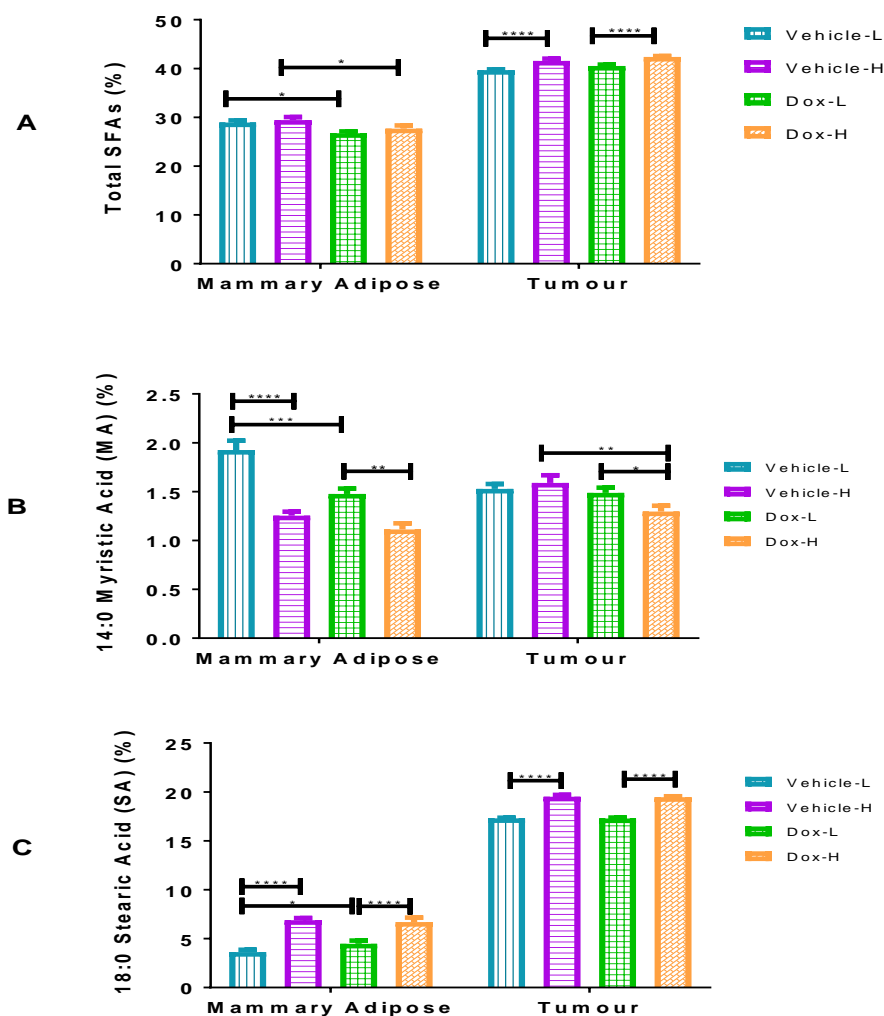 A
Total SFAs (%)
50
40
30
20
10
0
*
*
****
****
Mammary Adipose
Tumour
Vehicle-L
Vehicle-H
Dox-L
Dox-H
B
14:0 Myristic Acid (MA) (%)
2.5
2.0
1.5
1.0
0.5
0.0
****
***
**
**
*
Mammary Adipose
Tumour
Vehicle-L
Vehicle-H
Dox-L
Dox-H
C
18:0 Stearic Acid (SA) (%)
25
20
15
10
5
0
****
*
****
****
****
Mammary Adipose
Tumour
Vehicle-L
Vehicle-H
Dox-L
Dox-H